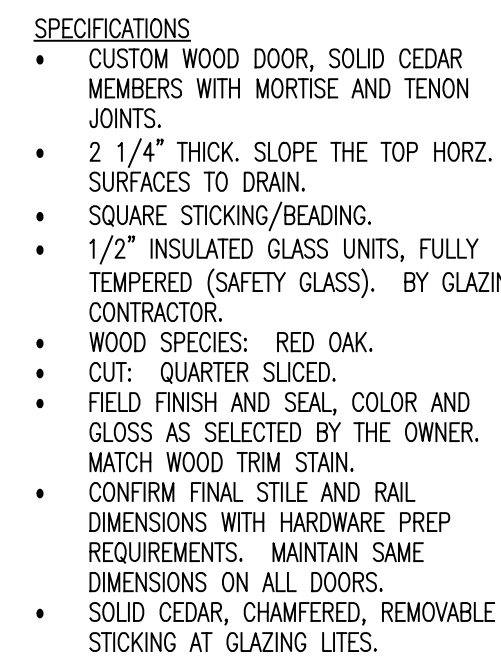 SPECIFICATIONS
• CUSTOM WOOD DOOR, SOLID CEDAR
MEMBERS WITH MORTISE AND TENON
JOINTS.
• 2 1/4” THICK. SLOPE THE TOP HORZ.
SURFACES TO DRAIN.
• SQUARE STICKING/BEADING.
• 1/2” INSULATED GLASS UNITS, FULLY
TEMPERED (SAFETY GLASS). BY
CONTRACTOR.
• WOOD SPECIES: RED OAK.
• CUT: QUARTER SLICED.
• FIELD FINISH AND SEAL, COLOR AND
GLOSS AS SELECTED BY THE OWNER.
MATCH WOOD TRIM STAIN.
• CONFIRM FINAL STILE AND RAIL
DIMENSIONS WITH HARDWARE PREP
REQUIREMENTS. MAINTAIN SAME
DIMENSIONS ON ALL DOORS.
• SOLID CEDAR, CHAMFERED, REMOVABLE
STICKING AT GLAZING LITES.